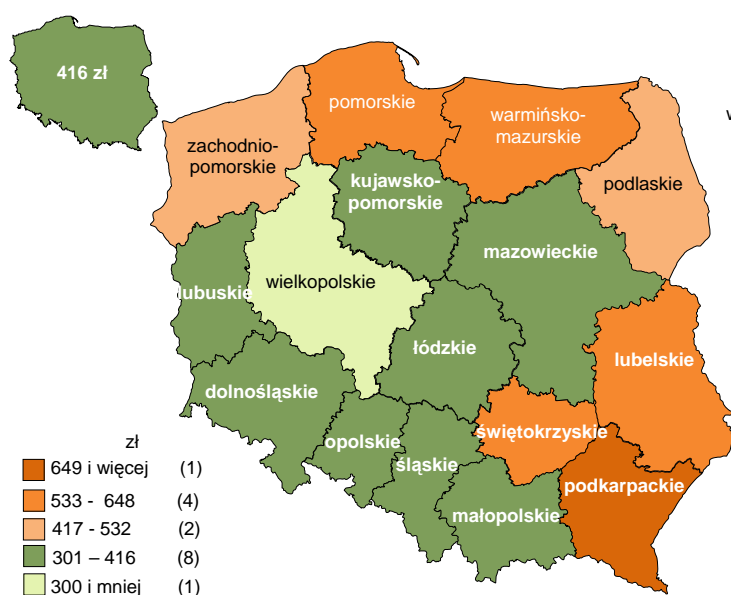 416 zł
pomorskie
warmińsko-
mazurskie
w
zachodnio-
pomorskie
kujawsko-
pomorskie
podlaskie
mazowieckie
lubuskie
wielkopolskie
łódzkie
lubelskie
dolnośląskie
opolskie
śląskie
świętokrzyskie
podkarpackie
małopolskie
zł
649 i więcej (1)
533 - 648 (4)
417 - 532 (2)
301 – 416 (8)
300 i mniej (1)